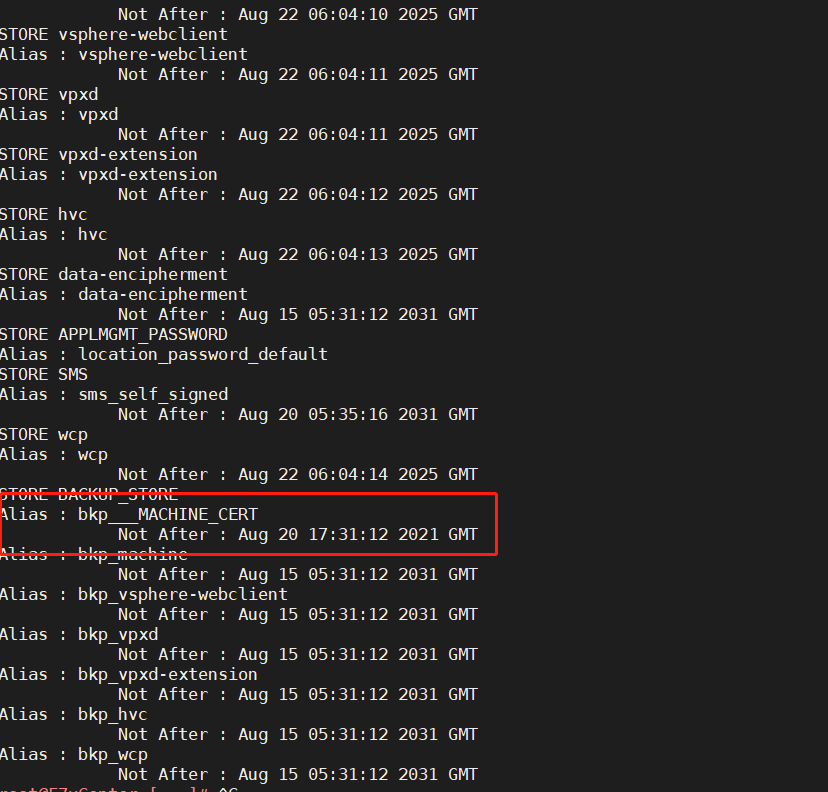 Not After : Aug 22 06:04:10 2025 GMT
STORE vsphere-webclient
Alias : vsphere-webclient
Not After : Aug 22 06:04:11 2025 GMT
STORE vpxd
Alias : vpxd
Not After : Aug 22 06:04:11 2025 GMT
STORE vpxd-extension
Alias : vpxd-extension
Not After : Aug 22 06:04:12 2025 GMT
STORE hvc
Alias : hvc
Not After : Aug 22 06:04:13 2025 GMT
STORE data-encipherment
Alias : data-encipherment
Not After : Aug 15 05:31:12 2031 GMT
STORE APPLMGMT_PASSWORD
Alias : location_password_default
STORE SMS
Alias : sms_self_signed
Not After : Aug 20 05:35:16 2031 GMT
STORE wcp
Alias : wcp
Not After : Aug 22 06:04:14 2025 GMT
STORE BACKUP_STORE
Alias : bkp___MACHINE_CERT
Not After : Aug 20 17:31:12 2021 GMT
Alias : bkp_machine
Not After : Aug 15 05:31:12 2031 GMT
Alias : bkp_vsphere-webclient
Not After : Aug 15 05:31:12 2031 GMT
Alias : bkp_vpxd
Not After : Aug 15 05:31:12 2031 GMT
Alias : bkp_vpxd-extension
Not After : Aug 15 05:31:12 2031 GMT
Alias : bkp_hvc
Not After : Aug 15 05:31:12 2031 GMT
Alias : bkp_wcp
Not After : Aug 15 05:31:12 2031 GMT